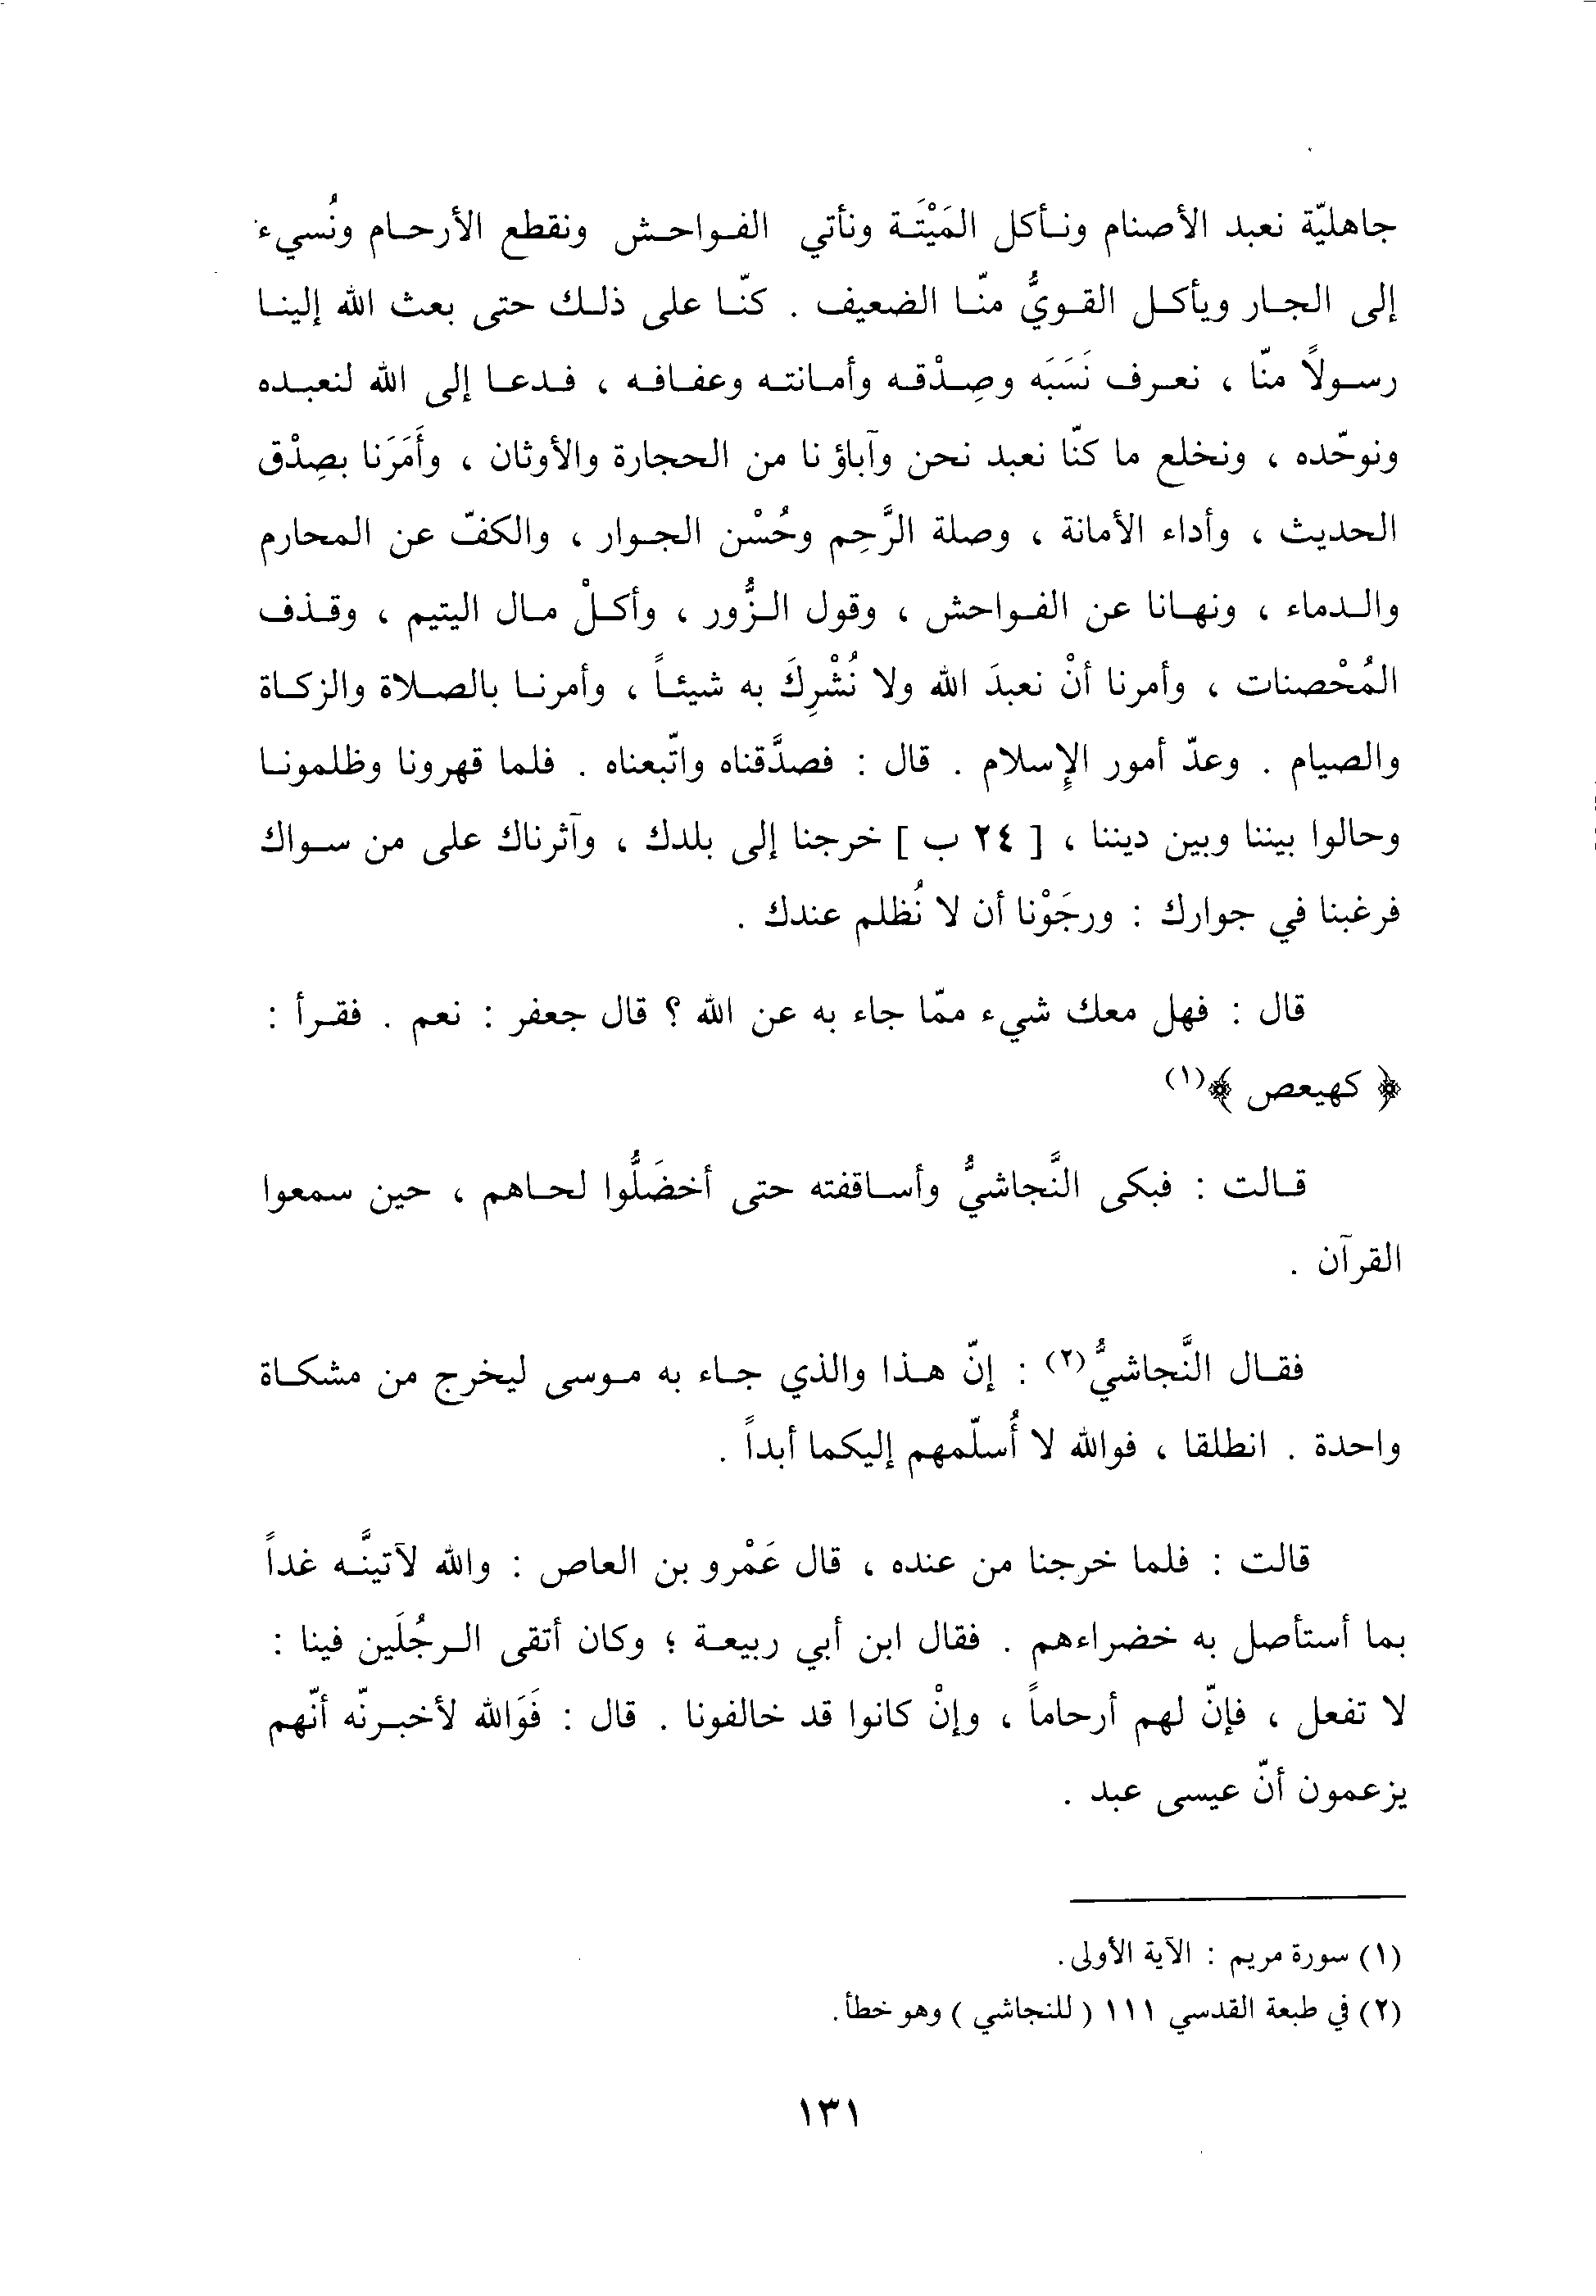 جاهليّة نعبد الأصنام ونأكل المَيْتَة ونأتي الفواحش ونقطع الأرحام ونُسيء
إلى الجار ويأكل القويُّ منّا الضعيف . كنّا على ذلك حتى بعث الله إلينا
رسولاً منّا ، نعرف نَسَبَه وصِدْقه وأمانته وعفافه ، فدعا إلى الله لنعبده
ونوحّده ، ونخلع ما كنّا نعبد نحن وآباؤنا من الحجارة والأوثان ، وأَمَرَنا بصِدْق
الحديث ، وأداء الأمانة ، وصلة الرَّحِم وحُسْن الجوار ، والكفّ عن المحارم
والدماء ، ونهانا عن الفواحش ، وقول الزُّور ، وأكلْ مال اليتيم ، وقذف
المُحْصنات ، وأمرنا أنْ نعبدَ الله ولا نُشْرِكَ به شيئاً ، وأمرنا بالصلاة والزكاة
والصيام . وعدّ أمور الإسلام . قال : فصدَّقناه واتّبعناه . فلما قهرونا وظلمونا
وحالوا بيننا وبين ديننا ، [ ٢٤ ب ] خرجنا إلى بلدك ، وآثرناك على من سواك
فرغبنا في جوارك : ورجَوْنا أن لا نُظلم عندك .
قال : فهل معك شيء ممّا جاء به عن الله ؟ قال جعفر : نعم . فقرأ :
﴿ كهيعص ﴾(١)
قالت : فبكى النَّجاشيُّ وأساقفته حتى أخضَلُّوا لحاهم ، حين سمعوا
القرآن .
فقال النَّجاشيُّ(٢) : إنّ هذا والذي جاء به موسى ليخرج من مشكاة
واحدة . انطلقا ، فوالله لا أُسلّمهم إليكما أبداً .
قالت : فلما خرجنا من عنده ، قال عَمْرو بن العاص : والله لآتينَّه غداً
بما أستأصل به خضراءهم . فقال ابن أبي ربيعة ؛ وكان أتقى الرجُلَين فينا :
لا تفعل ، فإنّ لهم أرحاماً ، وإنْ كانوا قد خالفونا . قال : فَوَالله لأخبرنّه أنّهم
يزعمون أنّ عيسى عبد .
(١) سورة مريم : الآية الأولى.
(٢) في طبعة القدسي ١١١ ( للنجاشي ) وهو خطأ.
١٣١